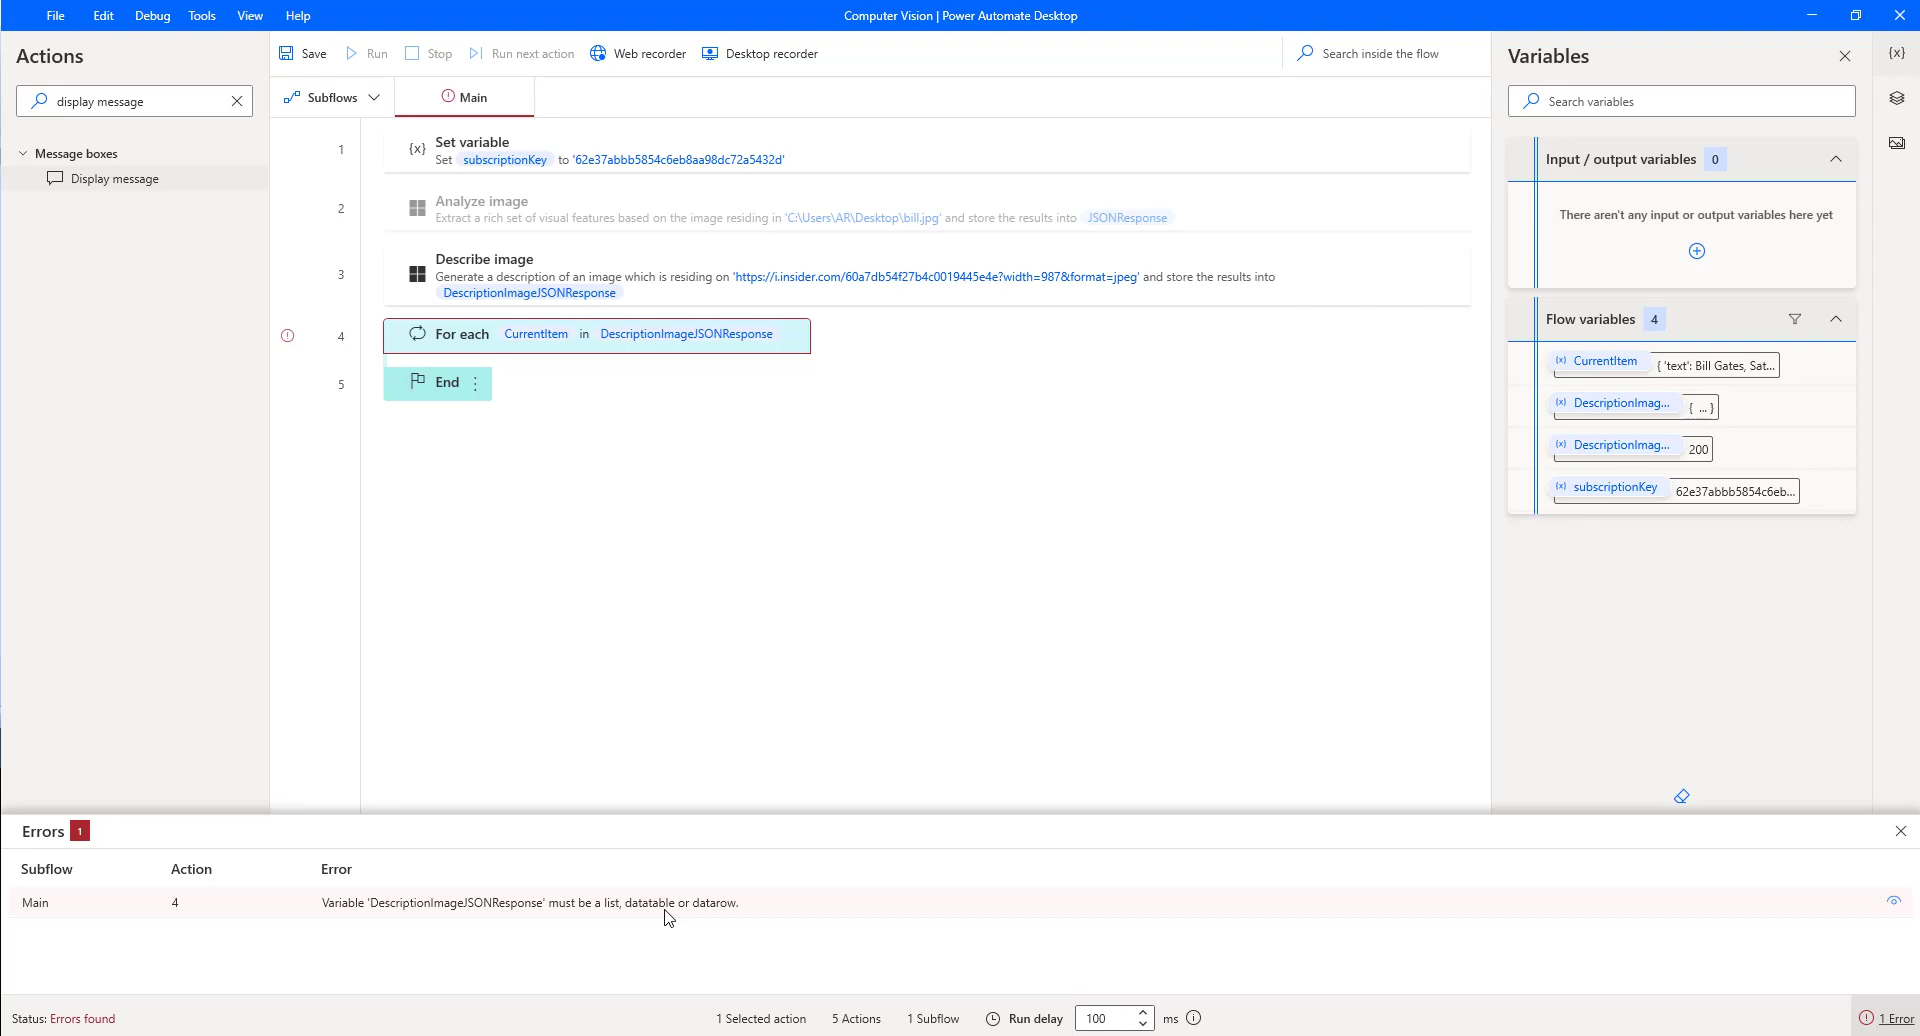 File Edit Debug Tools View Help
Computer Vision | Power Automate Desktop
Actions
display message
Message boxes
Display message
Save Run Stop Run next action Web recorder Desktop recorder
Search inside the flow
Subflows Main
1
Set variable
Set subscriptionKey to '62e37abbb5854c6eb8aa98dc72a5432d'
2
Analyze image
Extract a rich set of visual features based on the image residing in 'C:\Users\AR\Desktop\bill.jpg' and store the results into JSONResponse
3
Describe image
Generate a description of an image which is residing on 'https://i.insider.com/60a7db54f27b4c0019445e4e?width=987&format=jpeg' and store the results into
DescriptionImageJSONResponse
4
For each CurrentItem in DescriptionImageJSONResponse
5
End
Variables
{x}
Search variables
Input / output variables 0
There aren't any input or output variables here yet
Flow variables 4
(x) CurrentItem { 'text': Bill Gates, Sat...
(x) DescriptionImag... { ... }
(x) DescriptionImag... 200
(x) subscriptionKey 62e37abbb5854c6eb...
Errors 1
Subflow Action Error
Main 4 Variable 'DescriptionImageJSONResponse' must be a list, datatable or datarow.
Status: Errors found
1 Selected action 5 Actions 1 Subflow Run delay 100 ms
1 Error